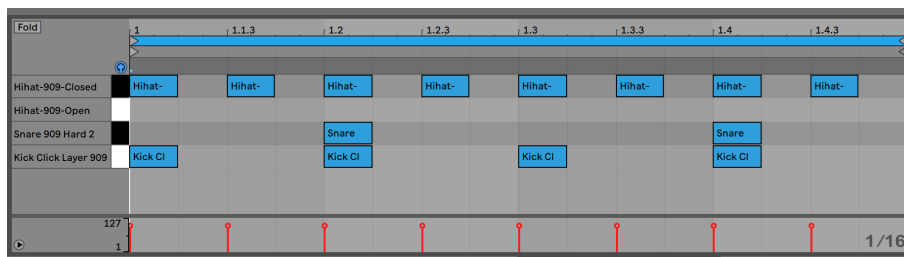 Fold
1 1.1.3 1.2 1.2.3 1.3 1.3.3 1.4 1.4.3
Hihat-909-Closed Hihat- Hihat- Hihat- Hihat- Hihat- Hihat- Hihat- Hihat-
Hihat-909-Open
Snare 909 Hard 2 Snare Snare
Kick Click Layer 909 Kick Cl Kick Cl Kick Cl Kick Cl
127
1 1/16